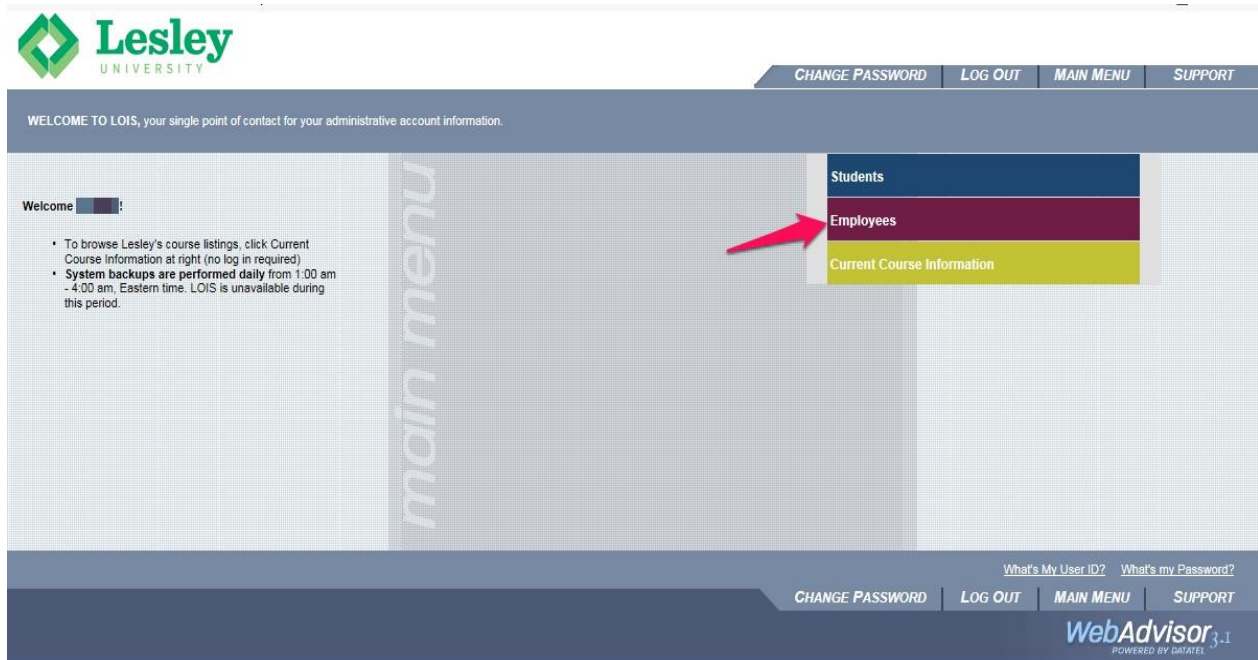 Lesley
UNIVERSITY
CHANGE PASSWORD LOG OUT MAIN MENU SUPPORT
WELCOME TO LOIS, your single point of contact for your administrative account information.
Welcome !
• To browse Lesley's course listings, click Current
Course Information at right (no log in required)
• System backups are performed daily from 1:00 am
- 4:00 am, Eastern time. LOIS is unavailable during
this period.
main menu
Students
Employees
Current Course Information
What's My User ID? What's my Password?
CHANGE PASSWORD LOG OUT MAIN MENU SUPPORT
WebAdvisor 3.1
POWERED BY DATATEL